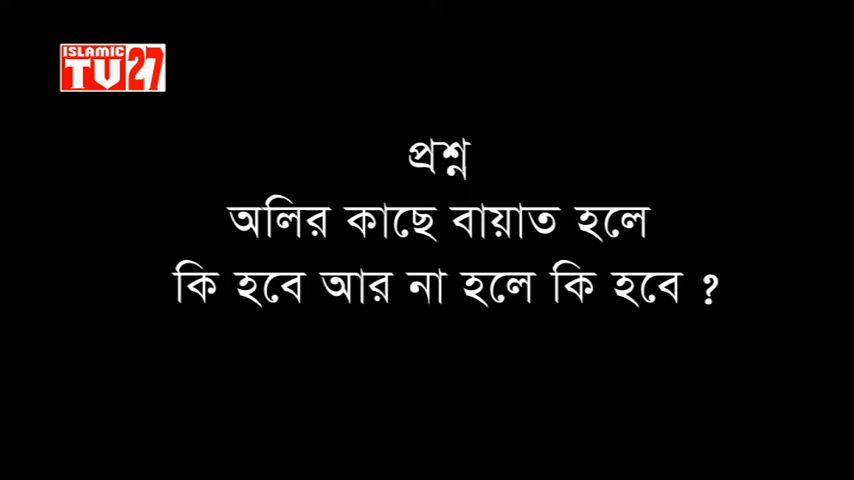 ISLAMIC
TV27
প্রশ্ন
অলির কাছে বায়াত হলে
কি হবে আর না হলে কি হবে ?